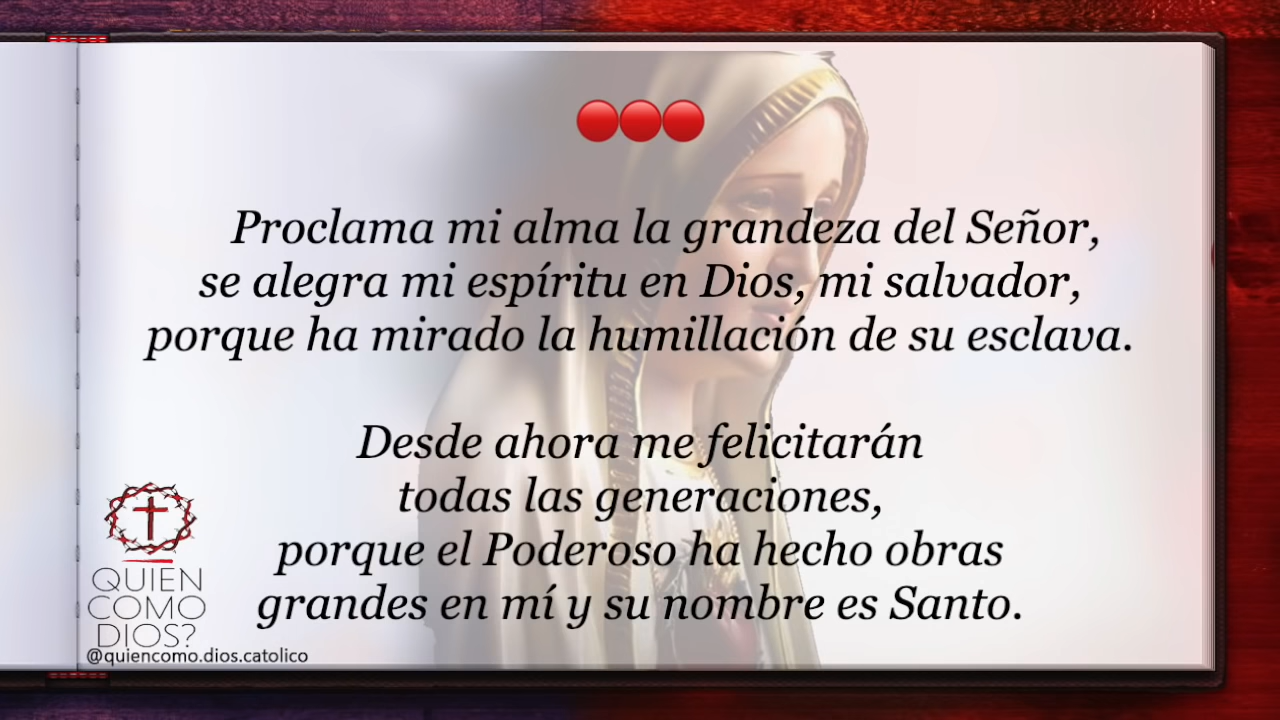 Proclama mi alma la grandeza del Señor,
se alegra mi espíritu en Dios, mi salvador,
porque ha mirado la humillación de su esclava.
Desde ahora me felicitarán
todas las generaciones,
porque el Poderoso ha hecho obras
grandes en mí y su nombre es Santo.
QUIEN
COMO
DIOS?
@quiencomo.dios.catolico